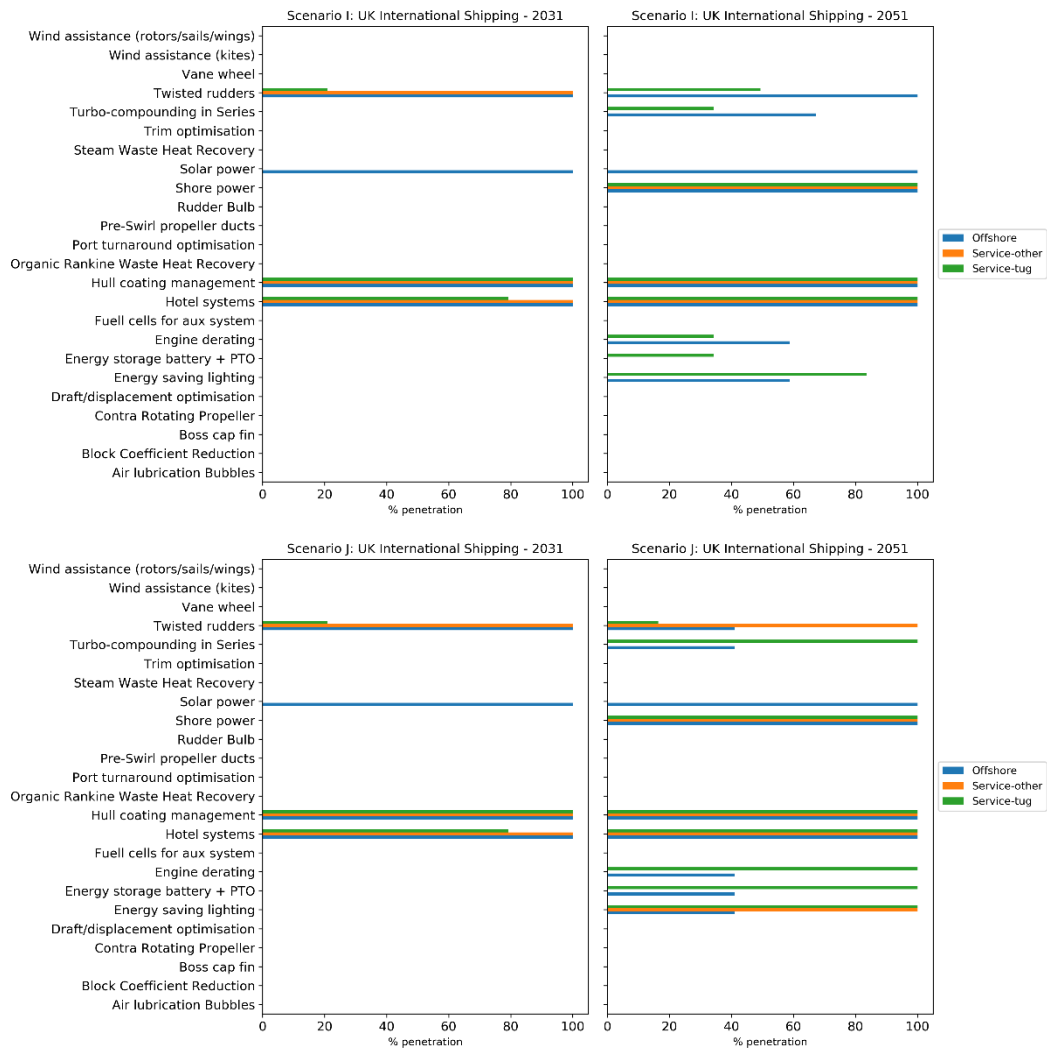 Scenario I: UK International Shipping - 2031
Scenario I: UK International Shipping - 2051
Wind assistance (rotors/sails/wings)
Wind assistance (kites)
Vane wheel
Twisted rudders
Turbo-compounding in Series
Trim optimisation
Steam Waste Heat Recovery
Solar power
Shore power
Rudder Bulb
Pre-Swirl propeller ducts
Port turnaround optimisation
Organic Rankine Waste Heat Recovery
Hull coating management
Hotel systems
Fuell cells for aux system
Engine derating
Energy storage battery + PTO
Energy saving lighting
Draft/displacement optimisation
Contra Rotating Propeller
Boss cap fin
Block Coefficient Reduction
Air lubrication Bubbles
0 20 40 60 80 100
% penetration
0 20 40 60 80 100
% penetration
Offshore
Service-other
Service-tug
Scenario J: UK International Shipping - 2031
Scenario J: UK International Shipping - 2051
Wind assistance (rotors/sails/wings)
Wind assistance (kites)
Vane wheel
Twisted rudders
Turbo-compounding in Series
Trim optimisation
Steam Waste Heat Recovery
Solar power
Shore power
Rudder Bulb
Pre-Swirl propeller ducts
Port turnaround optimisation
Organic Rankine Waste Heat Recovery
Hull coating management
Hotel systems
Fuell cells for aux system
Engine derating
Energy storage battery + PTO
Energy saving lighting
Draft/displacement optimisation
Contra Rotating Propeller
Boss cap fin
Block Coefficient Reduction
Air lubrication Bubbles
0 20 40 60 80 100
% penetration
0 20 40 60 80 100
% penetration
Offshore
Service-other
Service-tug